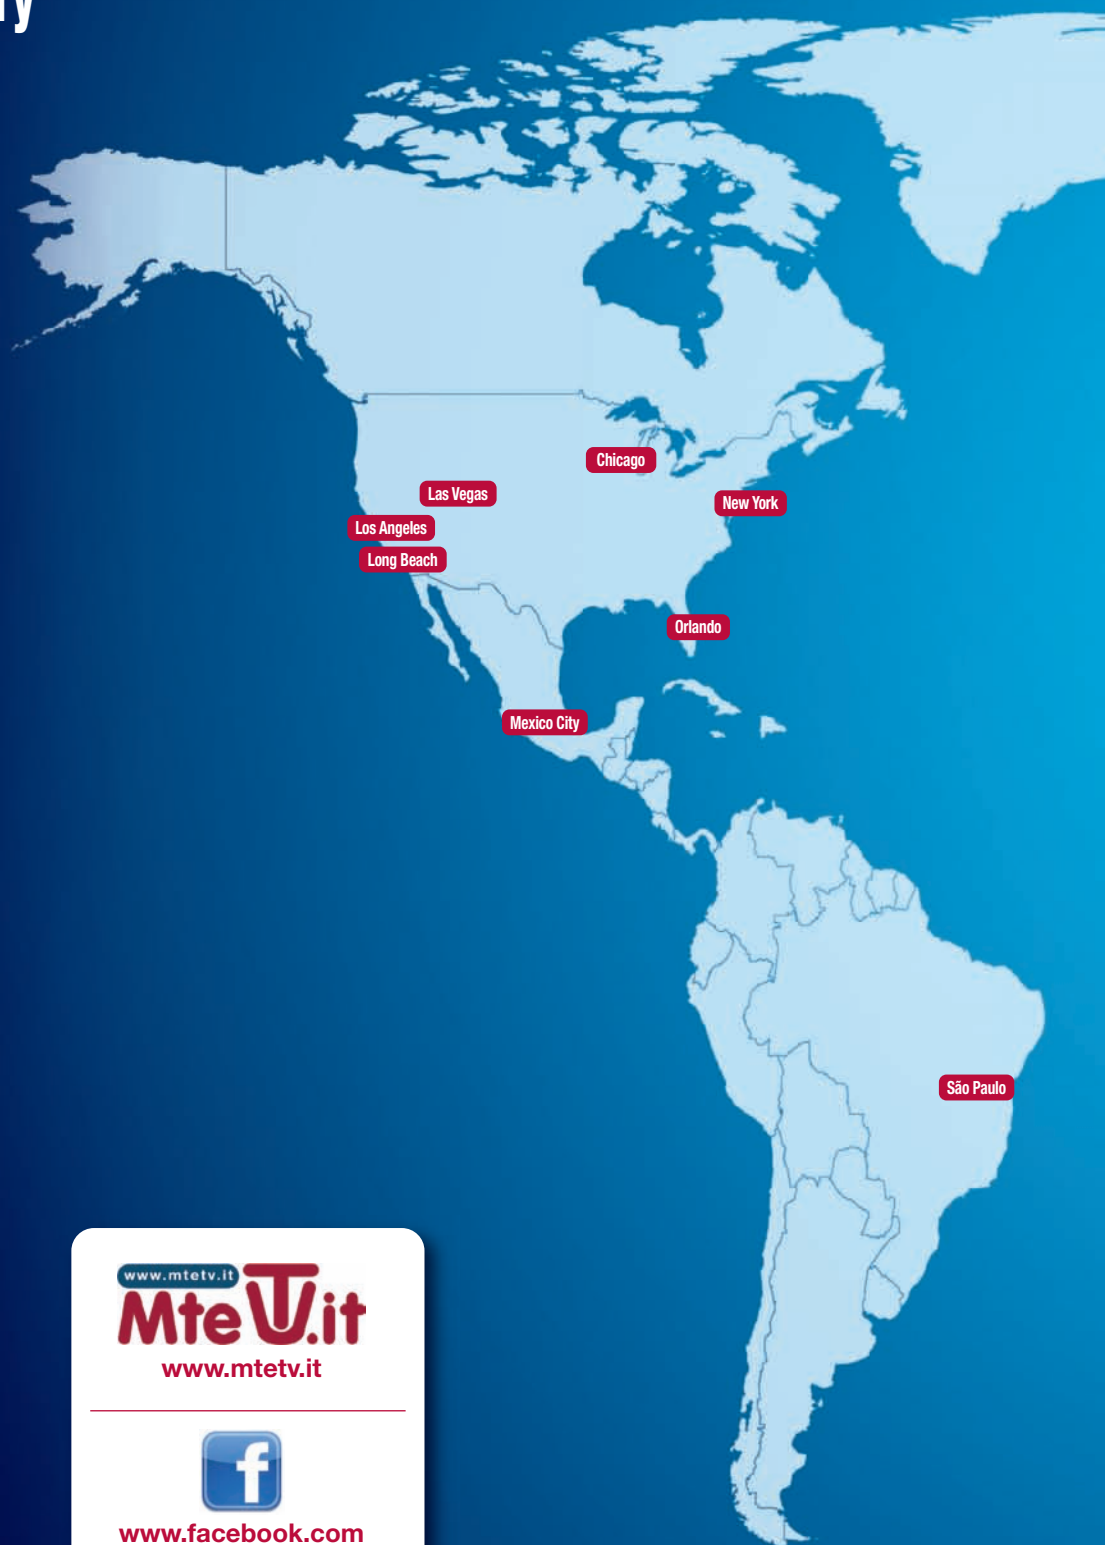 Chicago
Las Vegas
New York
Los Angeles
Long Beach
Orlando
Mexico City
São Paulo
www.mtetv.it
MteTV.it
www.mtetv.it
f
www.facebook.com